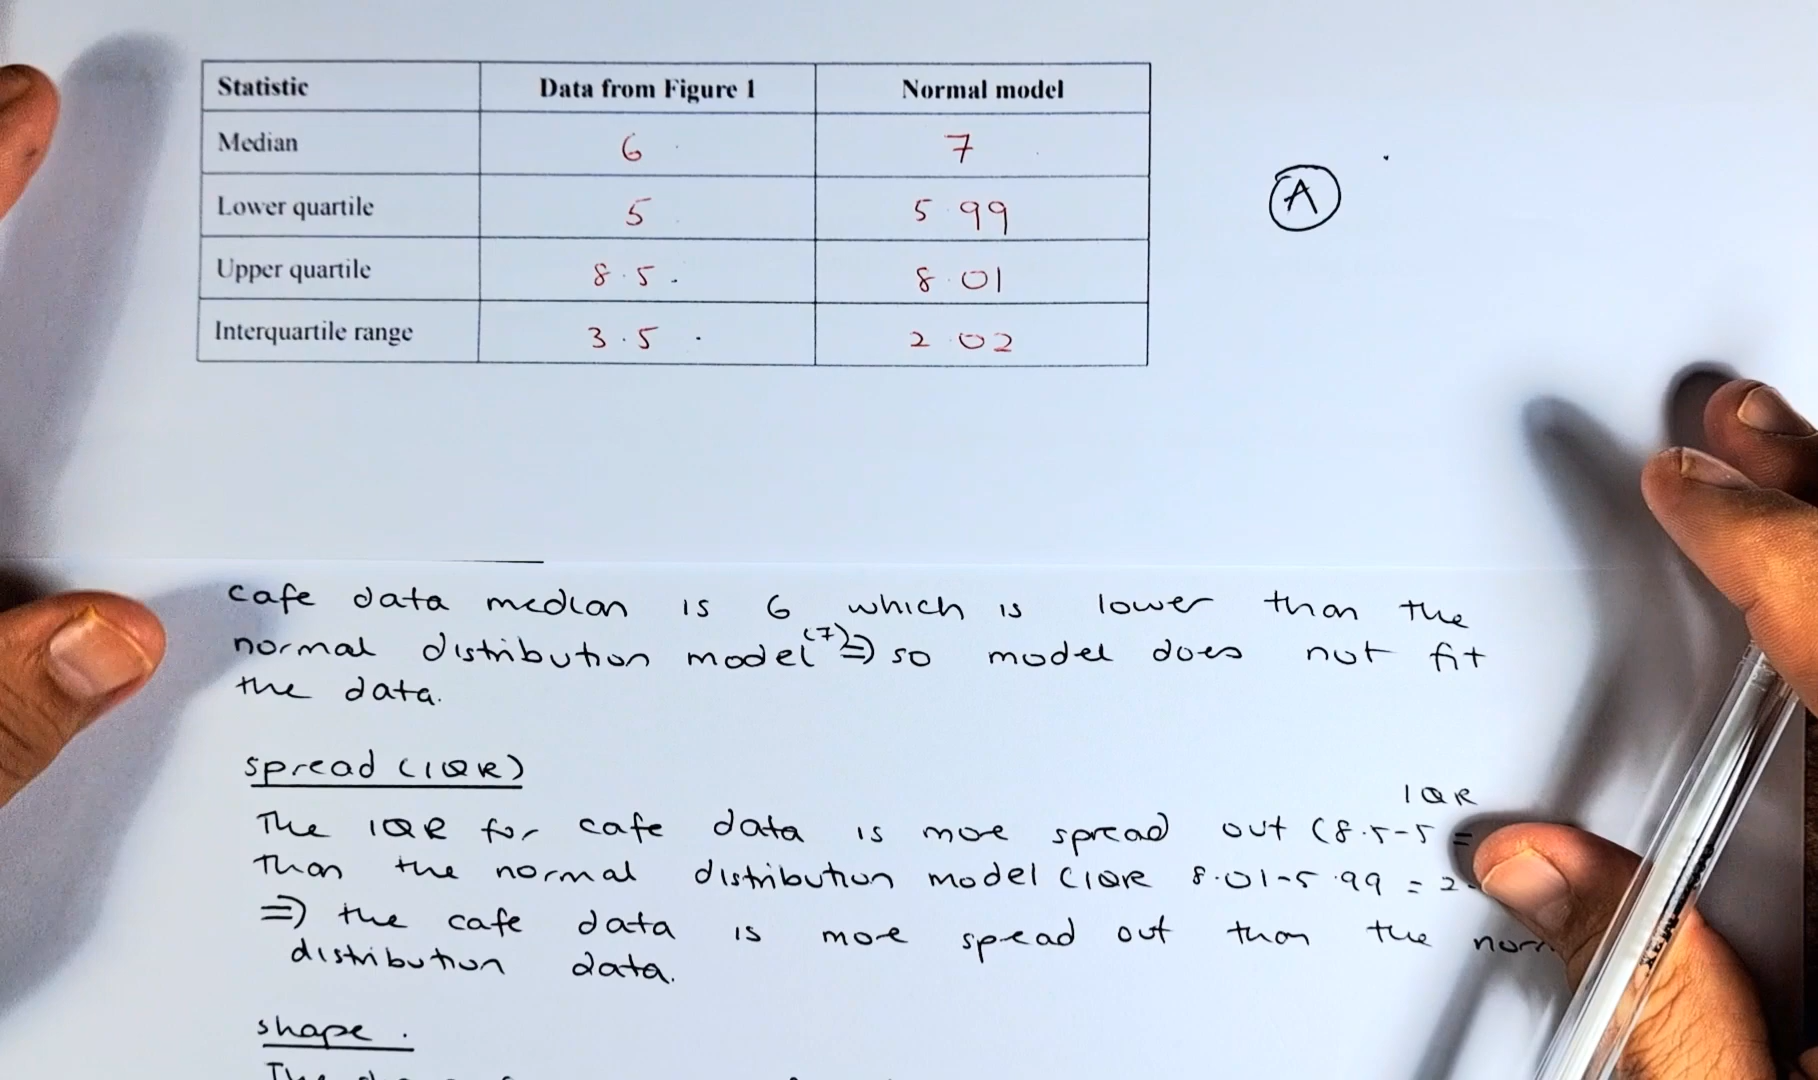 Statistic Data from Figure 1 Normal model
Median 6 7
Lower quartile 5 5.99
Upper quartile 8.5 8.01
Interquartile range 3.5 2.02
A
cafe data median is 6 which is lower than the
normal distribution model (7) ⇒ so model does not fit
the data.
spread (IQR)
IQR
The IQR for cafe data is more spread out (8.5-5 =
than the normal distribution model (IQR 8.01-5.99 = 2.
⇒ the cafe data is more spread out than the
distribution data.
shape.